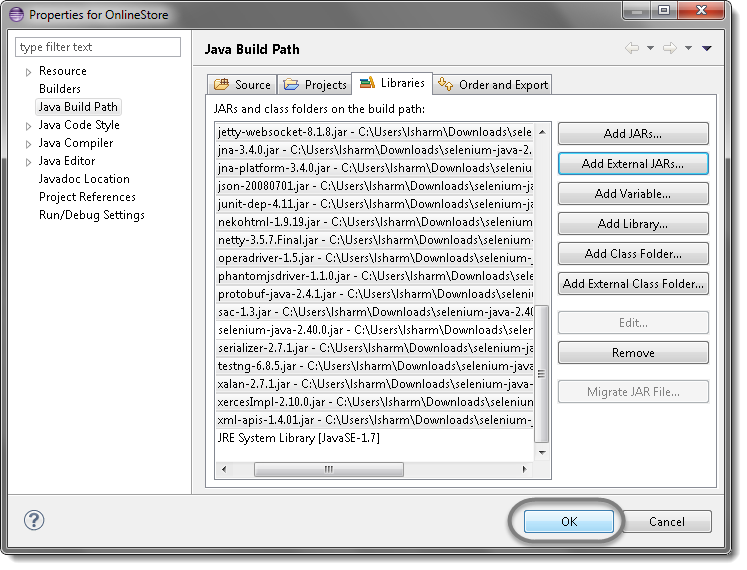 Properties for OnlineStore
type filter text
Resource
Builders
Java Build Path
Java Code Style
Java Compiler
Java Editor
Javadoc Location
Project References
Run/Debug Settings
Java Build Path
Source
Projects
Libraries
Order and Export
JARs and class folders on the build path:
jetty-websocket-8.1.8.jar - C:\Users\lsharm\Downloads\sele
jna-3.4.0.jar - C:\Users\lsharm\Downloads\selenium-java-2.
jna-platform-3.4.0.jar - C:\Users\lsharm\Downloads\seleniu
json-20080701.jar - C:\Users\lsharm\Downloads\selenium-ja
junit-dep-4.11.jar - C:\Users\lsharm\Downloads\selenium-ja
nekohtml-1.9.19.jar - C:\Users\lsharm\Downloads\selenium-
netty-3.5.7.Final.jar - C:\Users\lsharm\Downloads\selenium-
operadriver-1.5.jar - C:\Users\lsharm\Downloads\selenium-j
phantomjsdriver-1.1.0.jar - C:\Users\lsharm\Downloads\sele
protobuf-java-2.4.1.jar - C:\Users\lsharm\Downloads\seleni
sac-1.3.jar - C:\Users\lsharm\Downloads\selenium-java-2.40
selenium-java-2.40.0.jar - C:\Users\lsharm\Downloads\selen
serializer-2.7.1.jar - C:\Users\lsharm\Downloads\selenium-j
testng-6.8.5.jar - C:\Users\lsharm\Downloads\selenium-java
xalan-2.7.1.jar - C:\Users\lsharm\Downloads\selenium-java-
xercesImpl-2.10.0.jar - C:\Users\lsharm\Downloads\seleniun
xml-apis-1.4.01.jar - C:\Users\lsharm\Downloads\selenium-j
JRE System Library [JavaSE-1.7]
Add JARs...
Add External JARs...
Add Variable...
Add Library...
Add Class Folder...
Add External Class Folder...
Edit...
Remove
Migrate JAR File...
OK
Cancel